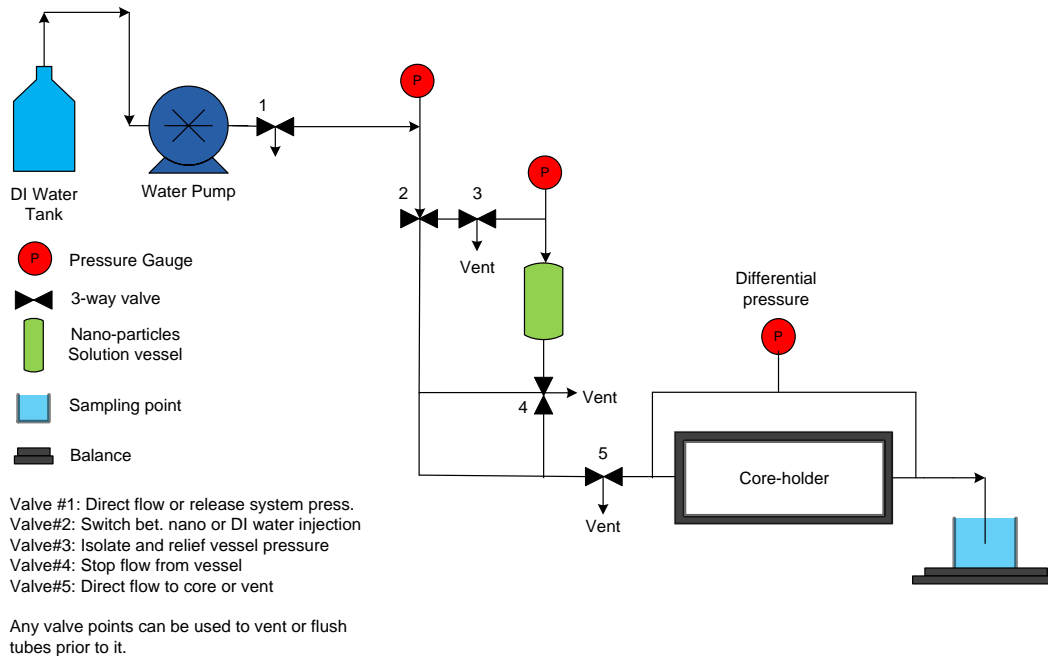 P
1
DI Water
Tank
Water Pump
P
2
3
Vent
P
Pressure Gauge
3-way valve
Nano-particles
Solution vessel
Sampling point
Balance
Differential
pressure
P
4
Vent
5
Vent
Core-holder
Valve #1: Direct flow or release system press.
Valve#2: Switch bet. nano or DI water injection
Valve#3: Isolate and relief vessel pressure
Valve#4: Stop flow from vessel
Valve#5: Direct flow to core or vent
Any valve points can be used to vent or flush
tubes prior to it.